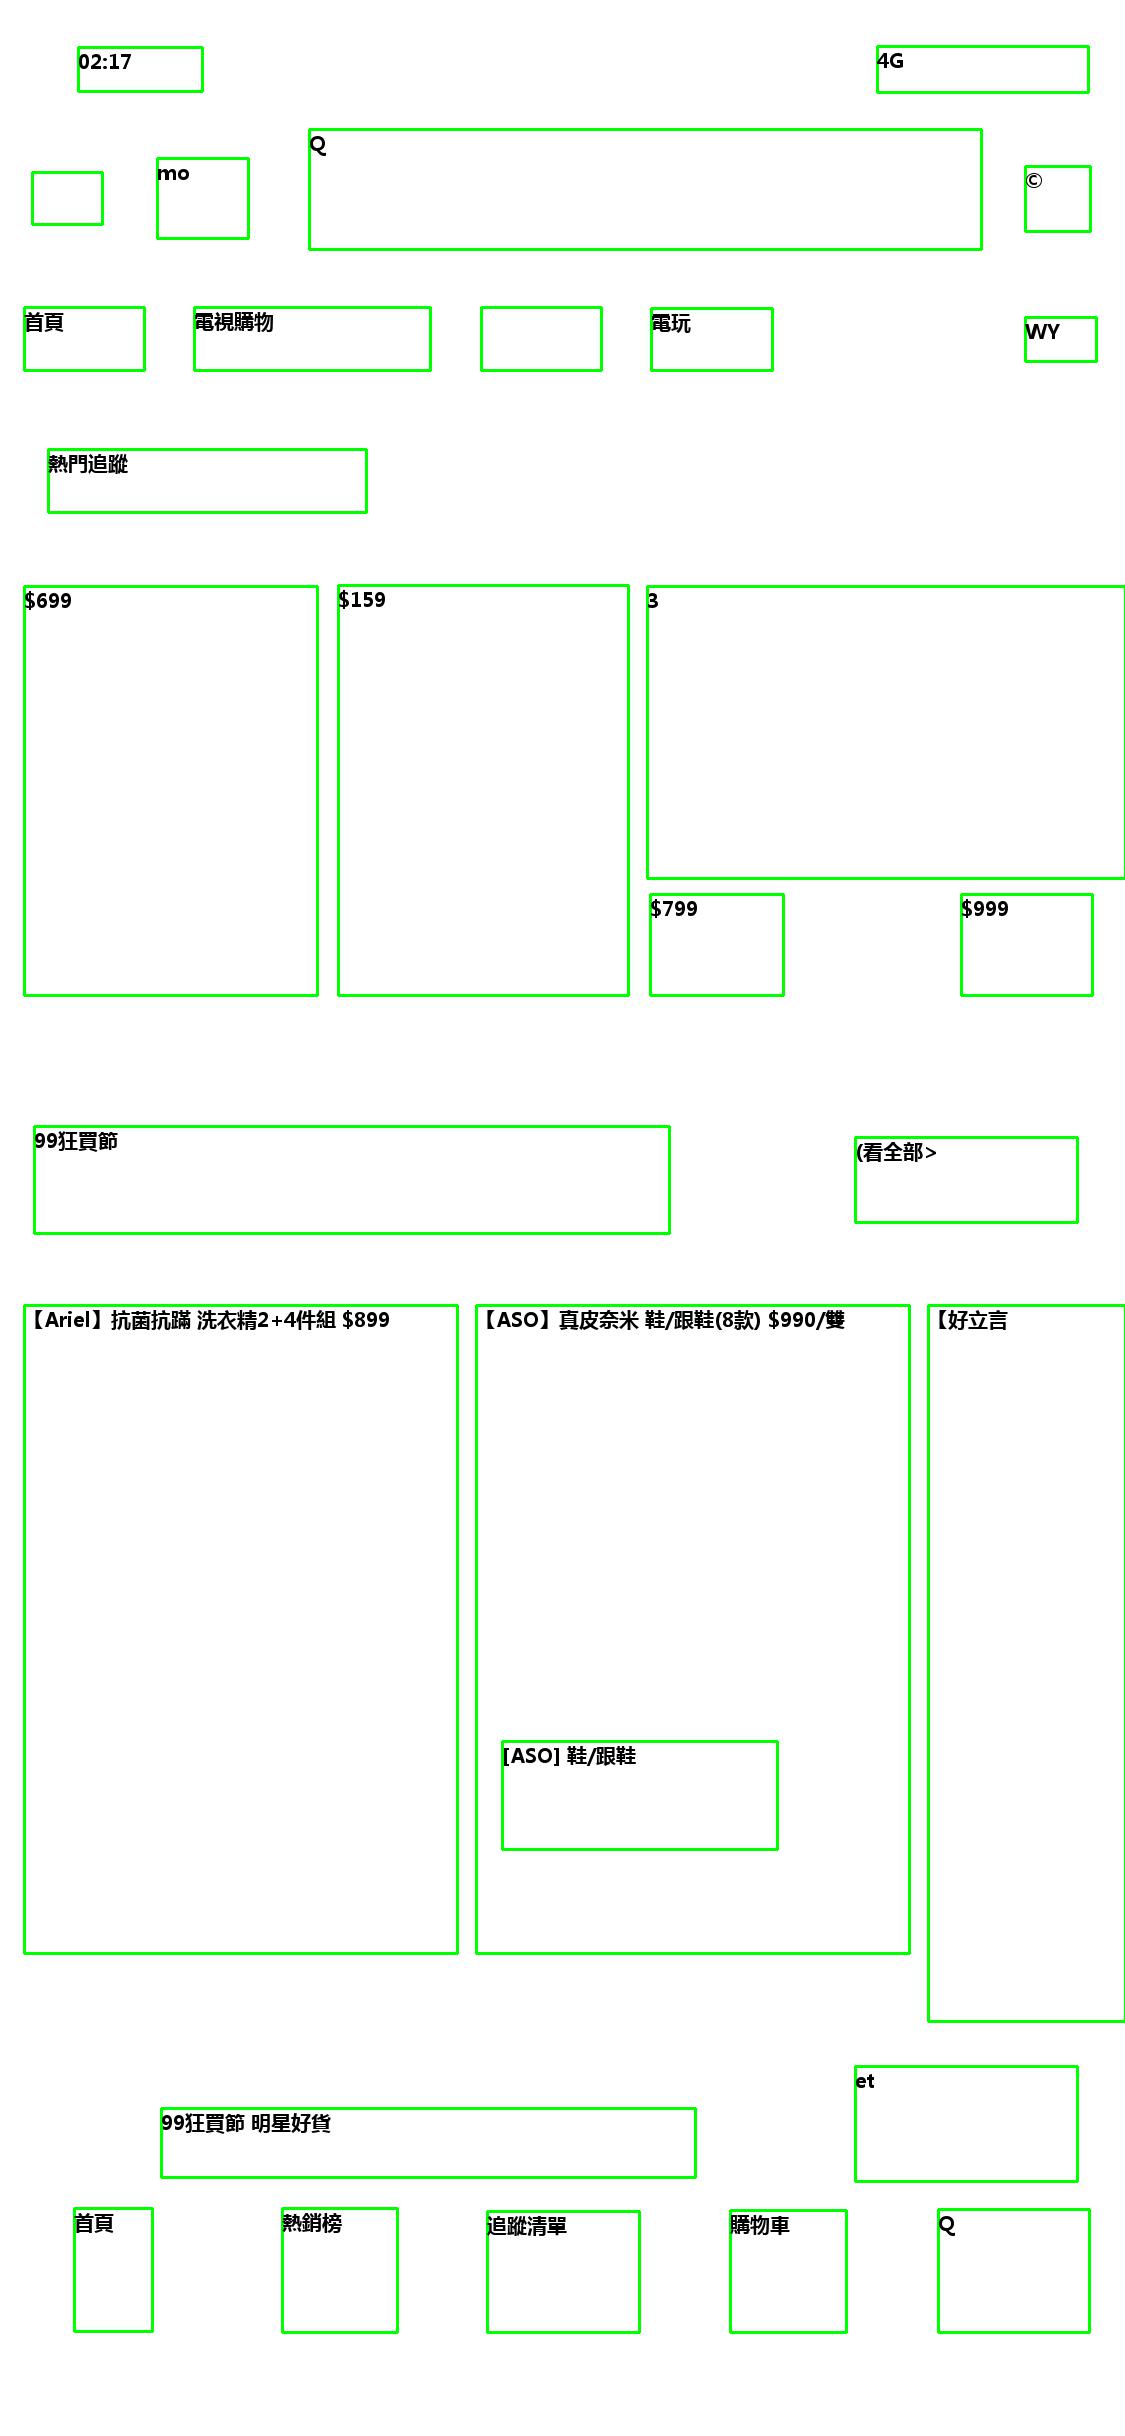 02:17
4G
mo
Q
©
首頁
電視購物
電玩
WY
熱門追蹤
$699
$159
3
$799
$999
99狂買節
(看全部>
【Ariel】抗菌抗蹣 洗衣精2+4件組 $899
【ASO】真皮奈米 鞋/跟鞋(8款) $990/雙
【好立言
[ASO] 鞋/跟鞋
et
99狂買節 明星好貨
首頁
熱銷榜
追蹤清單
購物車
Q